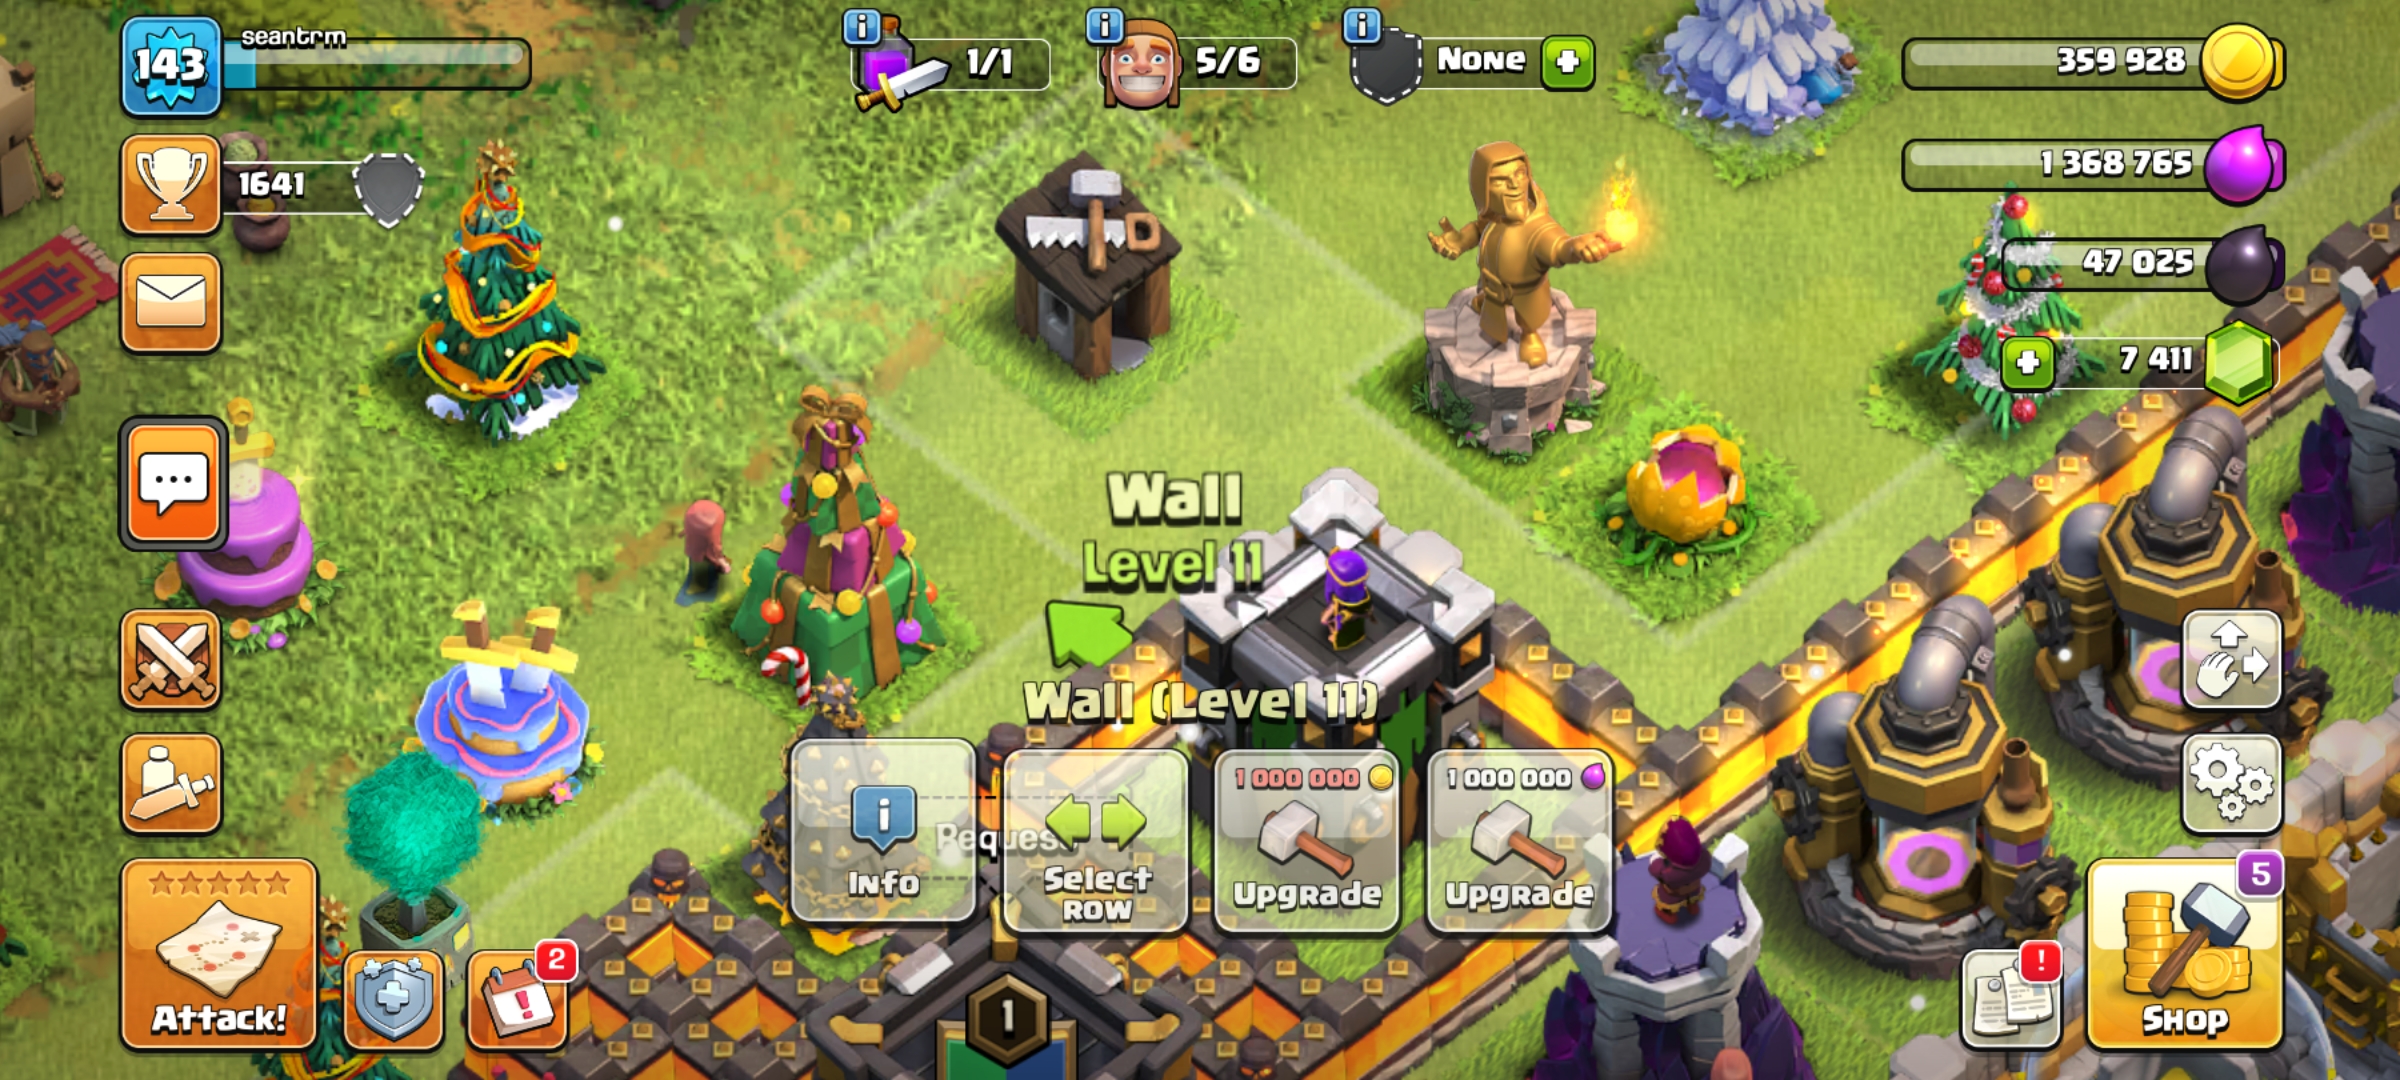 143
seantrm
1/1
5/6
None
359 928
1641
1 368 765
47 025
7 411
Wall
Level 11
Wall (Level 11)
Info
Select
Row
1 000 000
Upgrade
1 000 000
Upgrade
5
Attack!
2
1
!
Shop